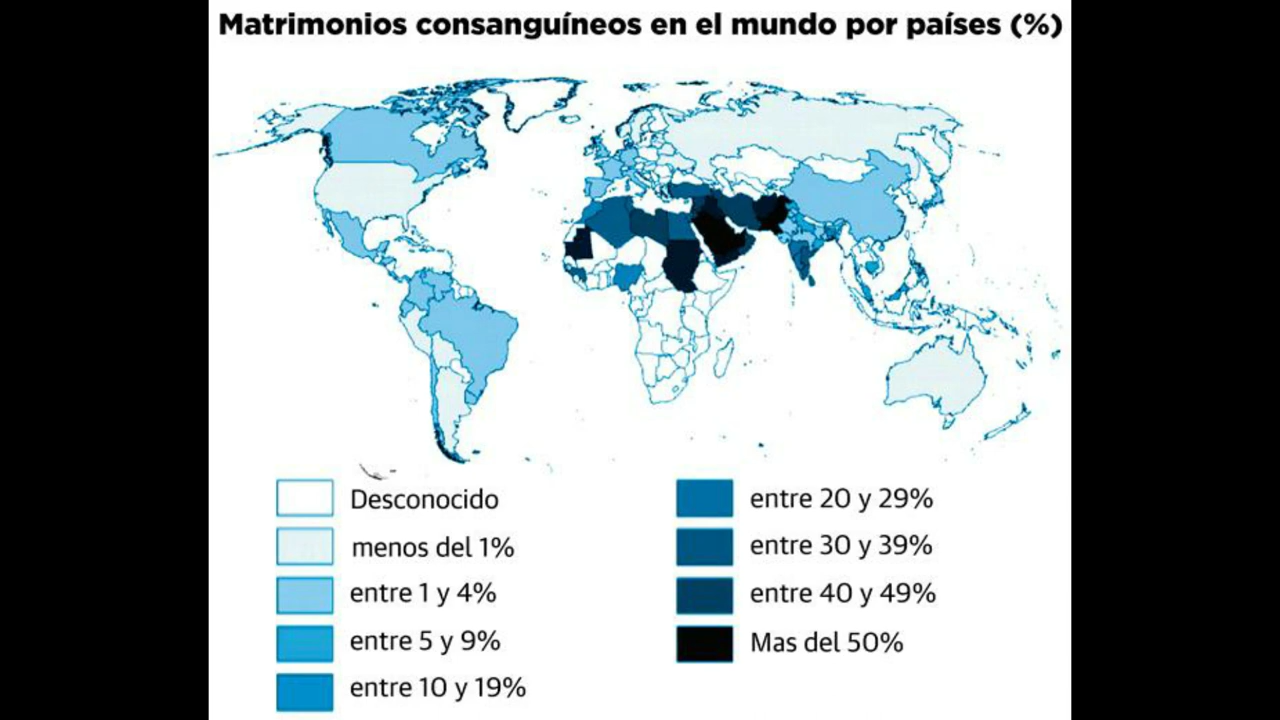 Matrimonios consanguíneos en el mundo por países (%)
Desconocido
menos del 1%
entre 1 y 4%
entre 5 y 9%
entre 10 y 19%
entre 20 y 29%
entre 30 y 39%
entre 40 y 49%
Mas del 50%